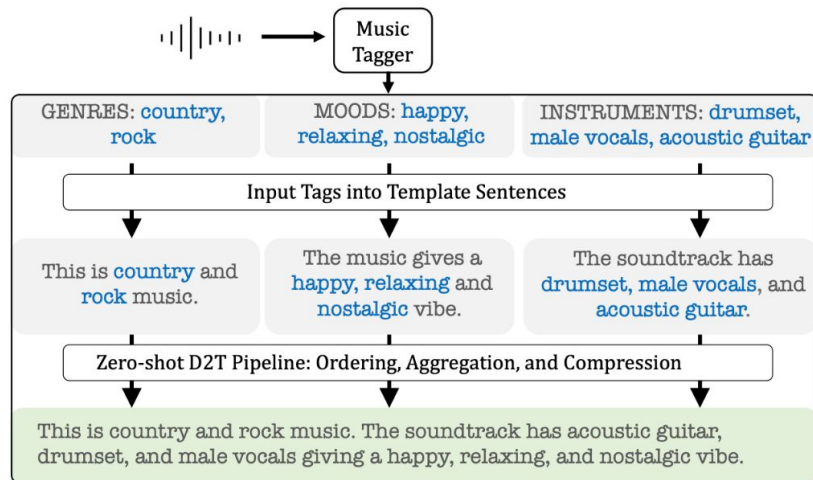 Music
Tagger
GENRES: country,
rock
MOODS: happy,
relaxing, nostalgic
INSTRUMENTS: drumset,
male vocals, acoustic guitar
Input Tags into Template Sentences
This is country and
rock music.
The music gives a
happy, relaxing and
nostalgic vibe.
The soundtrack has
drumset, male vocals, and
acoustic guitar.
Zero-shot D2T Pipeline: Ordering, Aggregation, and Compression
This is country and rock music. The soundtrack has acoustic guitar,
drumset, and male vocals giving a happy, relaxing, and nostalgic vibe.